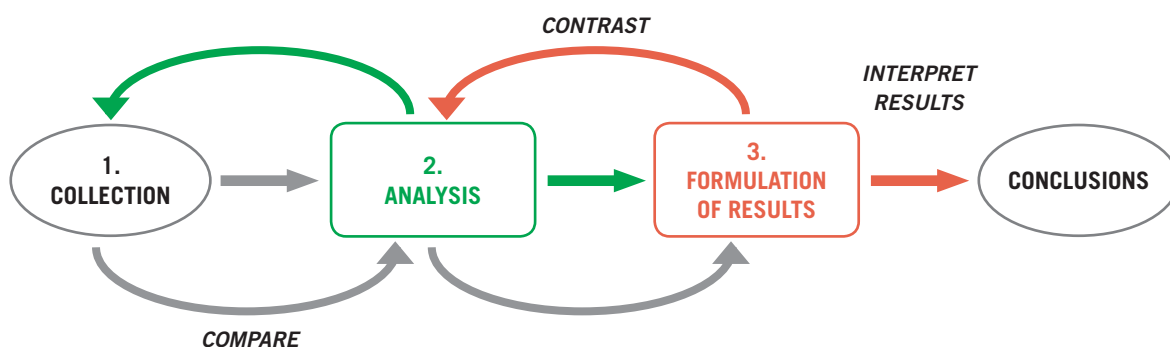 CONTRAST
INTERPRET
RESULTS
1.
COLLECTION
2.
ANALYSIS
3.
FORMULATION
OF RESULTS
CONCLUSIONS
COMPARE